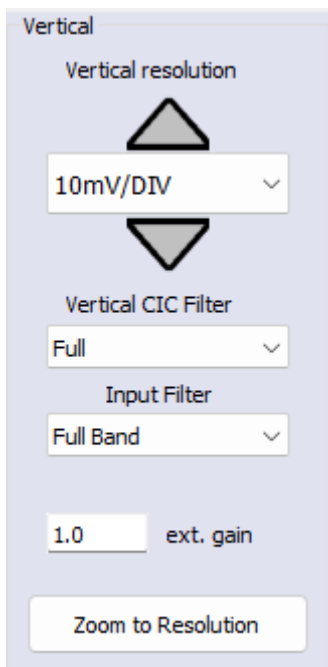 Vertical
Vertical resolution
10mV/DIV
Vertical CIC Filter
Full
Input Filter
Full Band
1.0 ext. gain
Zoom to Resolution